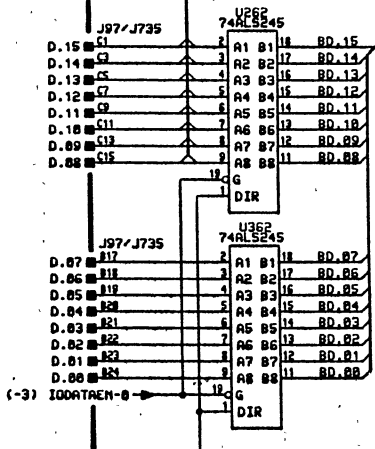 U262
J97/J735 74ALS245
D.15 C1 2 A1 B1 18 BD.15
D.14 C3 3 A2 B2 17 BD.14
D.13 C5 4 A3 B3 16 BD.13
D.12 C7 5 A4 B4 15 BD.12
D.11 C9 6 A5 B5 14 BD.11
D.10 C11 7 A6 B6 13 BD.10
D.09 C13 8 A7 B7 12 BD.09
D.08 C15 9 A8 B8 11 BD.08
19 G
1 DIR
U362
J97/J735 74ALS245
D.07 B17 2 A1 B1 18 BD.07
D.06 B18 3 A2 B2 17 BD.06
D.05 B19 4 A3 B3 16 BD.05
D.04 B20 5 A4 B4 15 BD.04
D.03 B21 6 A5 B5 14 BD.03
D.02 B22 7 A6 B6 13 BD.02
D.01 B23 8 A7 B7 12 BD.01
D.00 B24 9 A8 B8 11 BD.00
(-3) IODATAEN-0 19 G
1 DIR